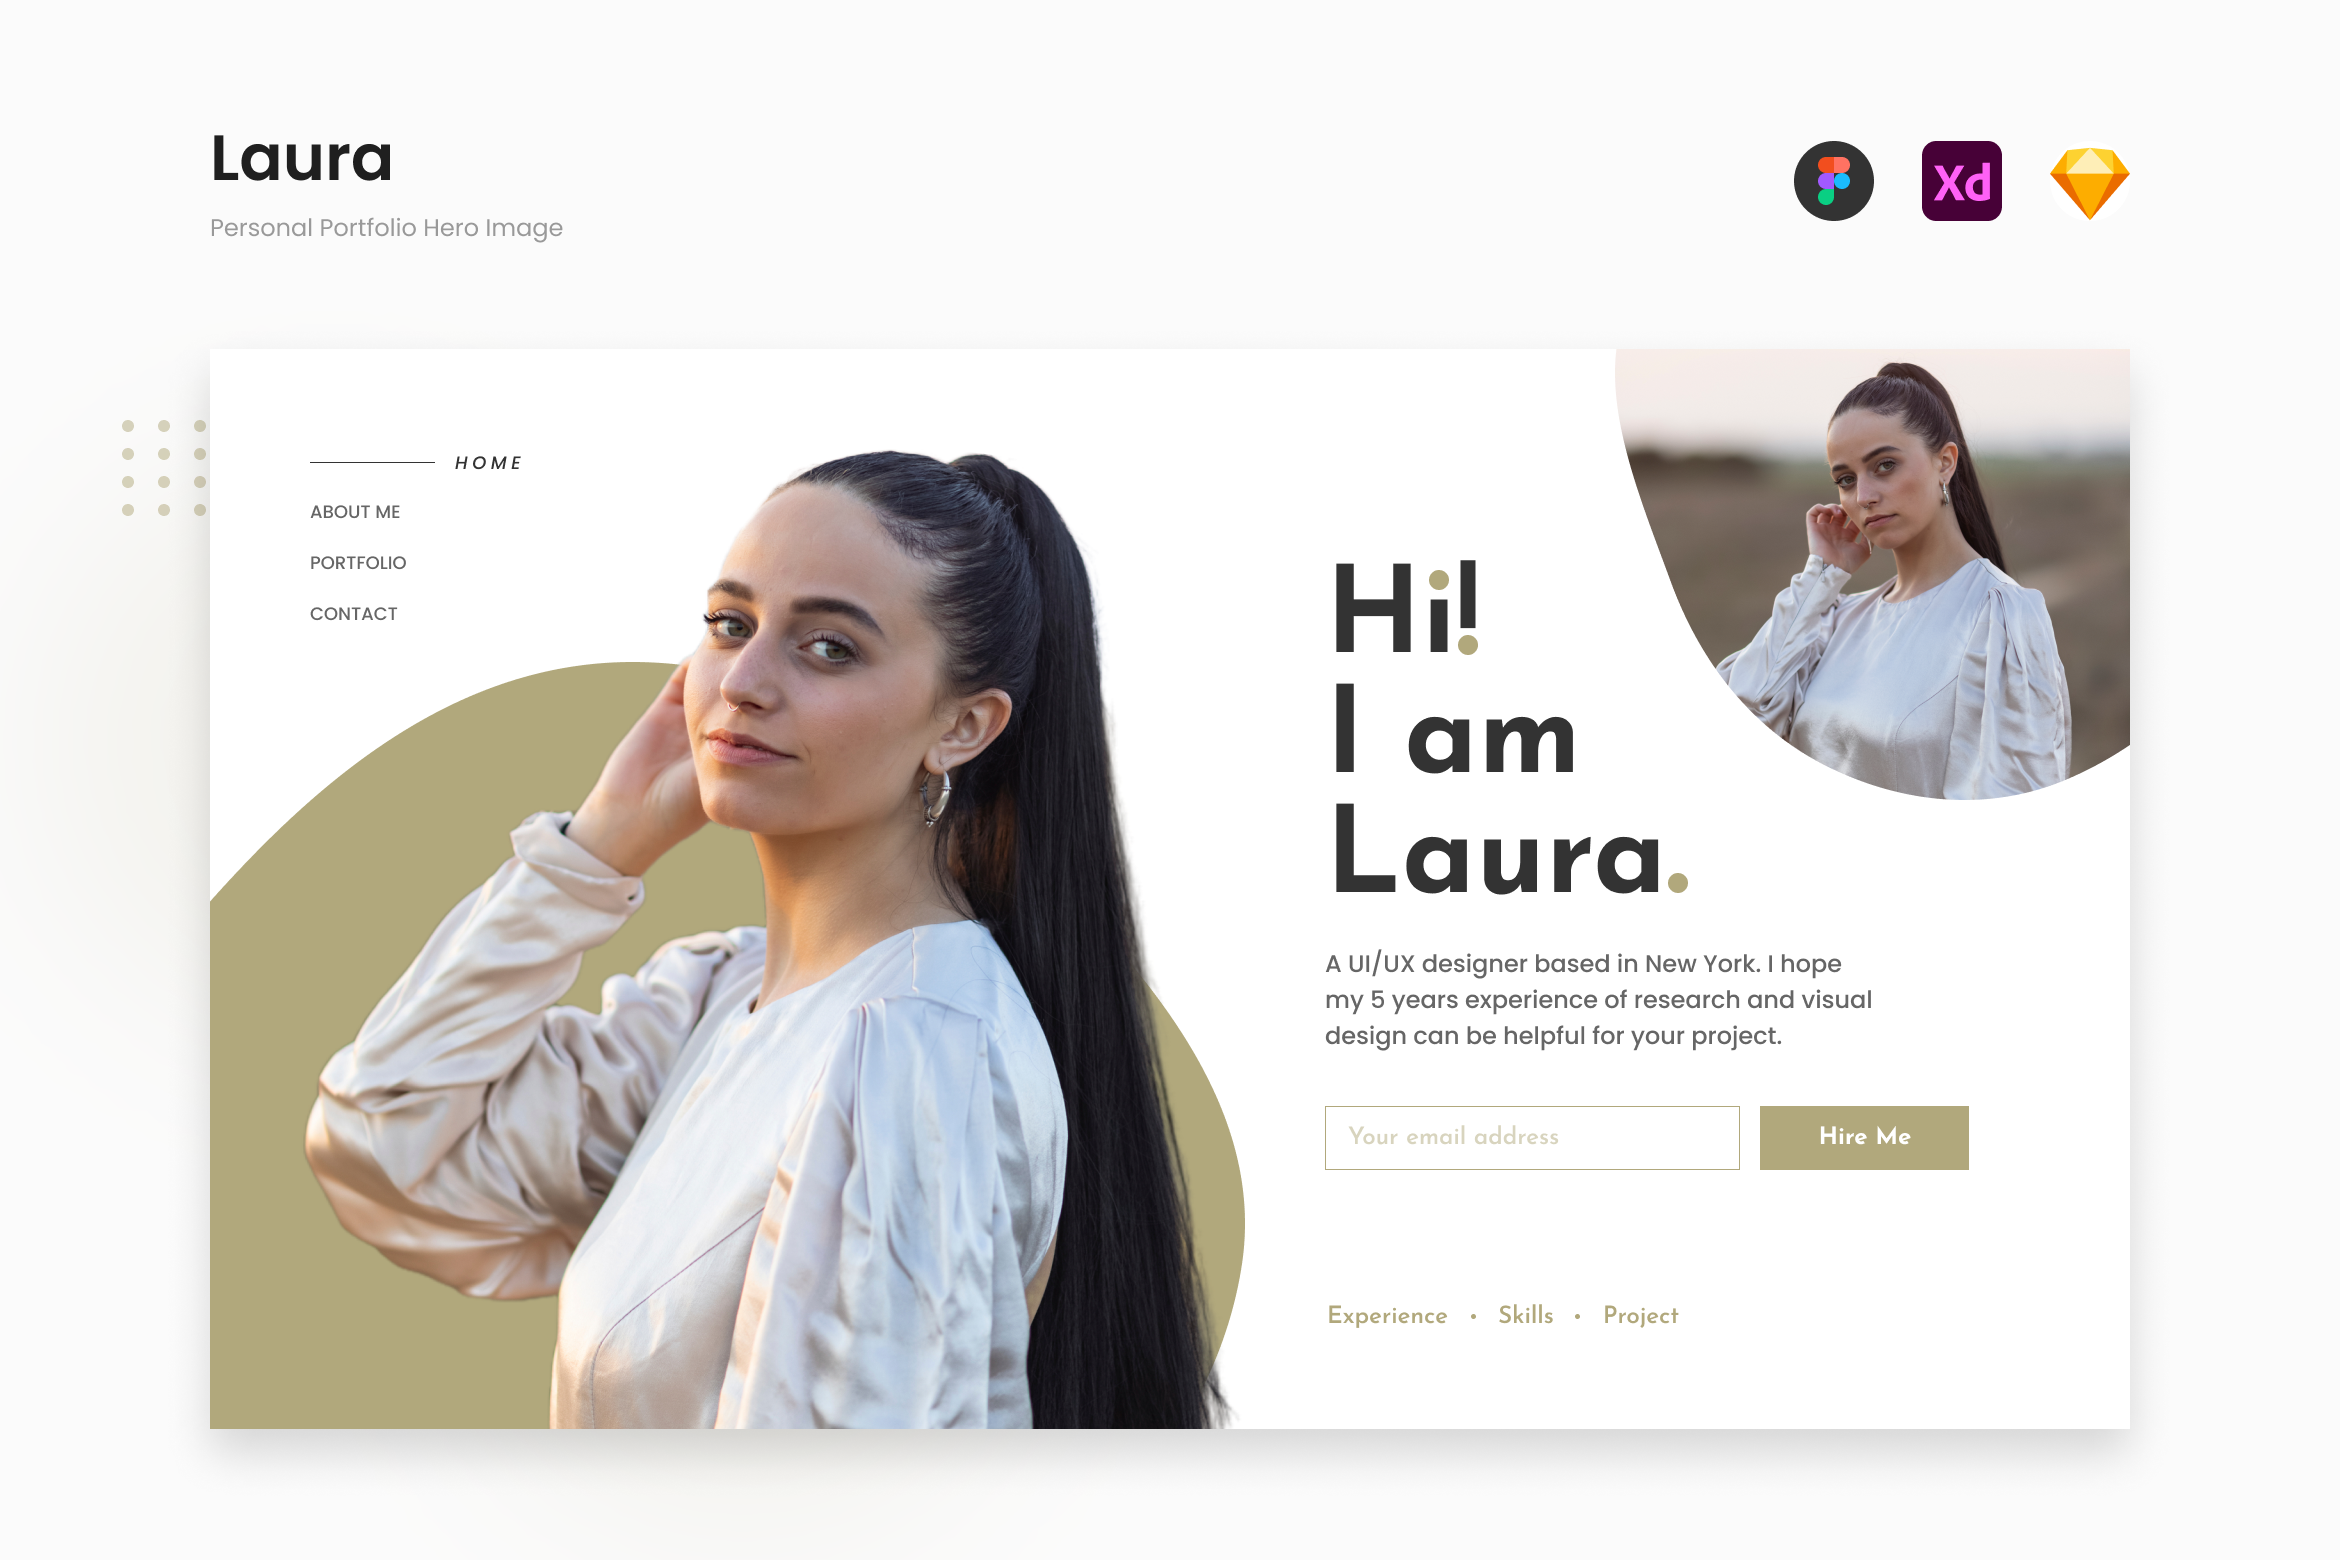 Laura
Personal Portfolio Hero Image
Xd
HOME
ABOUT ME
PORTFOLIO
CONTACT
Hi!
I am
Laura.
A UI/UX designer based in New York. I hope
my 5 years experience of research and visual
design can be helpful for your project.
Your email address
Hire Me
Experience • Skills • Project